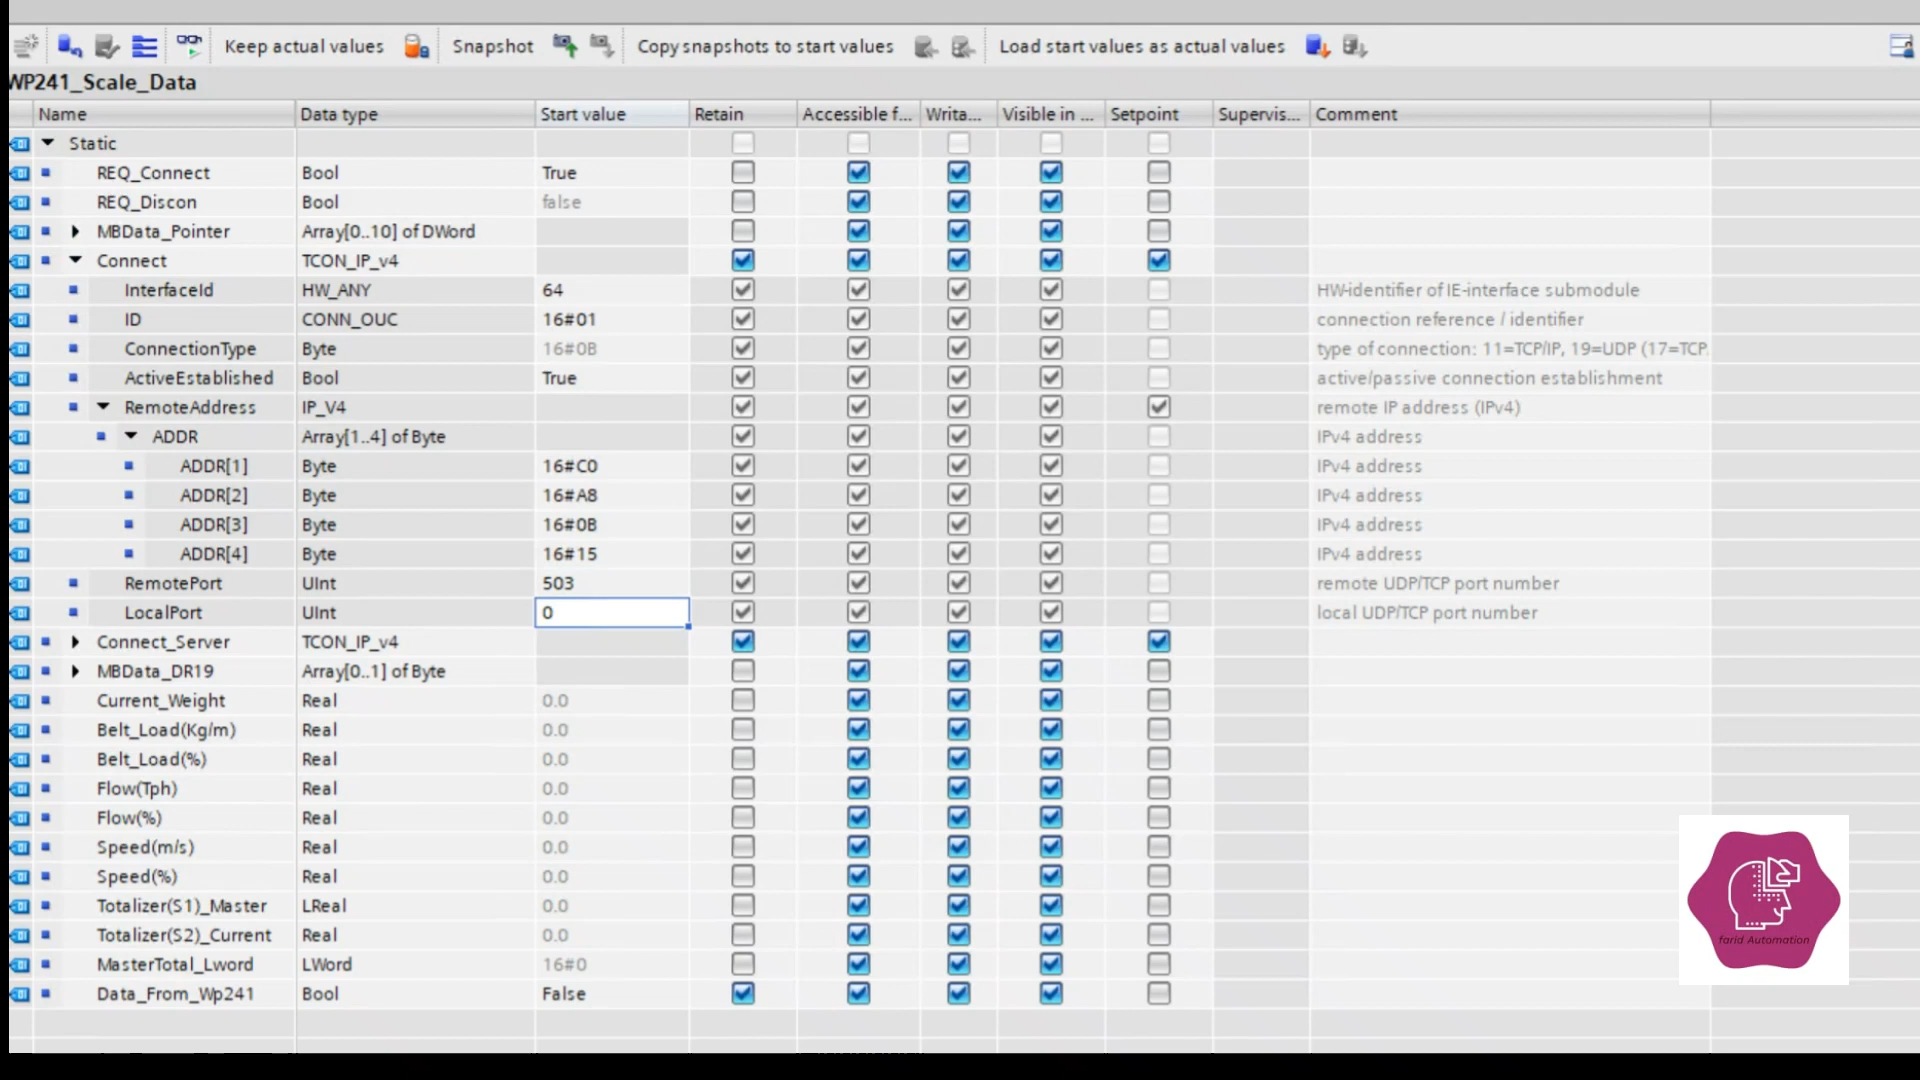 Keep actual values Snapshot Copy snapshots to start values Load start values as actual values
WP241_Scale_Data
Name Data type Start value Retain Accessible f... Writa... Visible in ... Setpoint Supervis... Comment
Static
REQ_Connect Bool True
REQ_Discon Bool false
MBData_Pointer Array[0..10] of DWord
Connect TCON_IP_v4
InterfaceId HW_ANY 64 HW-identifier of IE-interface submodule
ID CONN_OUC 16#01 connection reference / identifier
ConnectionType Byte 16#0B type of connection: 11=TCP/IP, 19=UDP (17=TCP.
ActiveEstablished Bool True active/passive connection establishment
RemoteAddress IP_V4 remote IP address (IPv4)
ADDR Array[1..4] of Byte IPv4 address
ADDR[1] Byte 16#C0 IPv4 address
ADDR[2] Byte 16#A8 IPv4 address
ADDR[3] Byte 16#0B IPv4 address
ADDR[4] Byte 16#15 IPv4 address
RemotePort UInt 503 remote UDP/TCP port number
LocalPort UInt 0 local UDP/TCP port number
Connect_Server TCON_IP_v4
MBData_DR19 Array[0..1] of Byte
Current_Weight Real 0.0
Belt_Load(Kg/m) Real 0.0
Belt_Load(%) Real 0.0
Flow(Tph) Real 0.0
Flow(%) Real 0.0
Speed(m/s) Real 0.0
Speed(%) Real 0.0
Totalizer(S1)_Master LReal 0.0
Totalizer(S2)_Current Real 0.0
MasterTotal_Lword LWord 16#0
Data_From_Wp241 Bool False
farid Automation